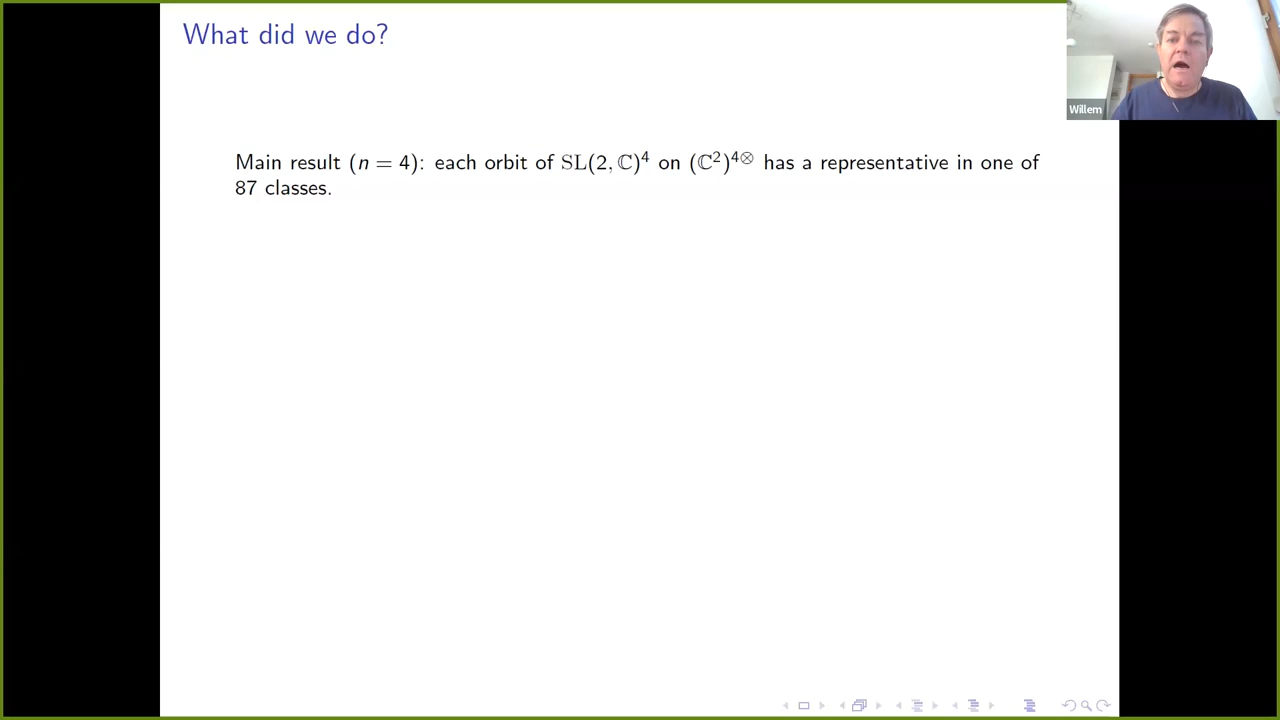 What did we do?
Willem
Main result (n = 4): each orbit of SL(2, ℂ)⁴ on (ℂ²)⁴⊗ has a representative in one of
87 classes.